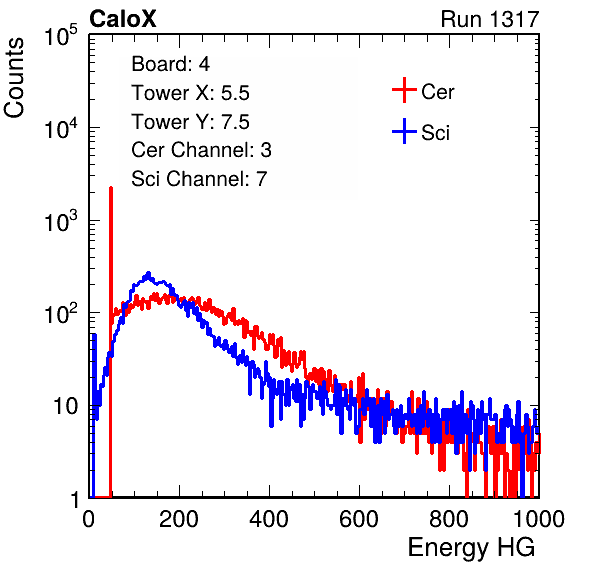 CaloX Run 1317
Counts
Board: 4
Tower X: 5.5
Tower Y: 7.5
Cer Channel: 3
Sci Channel: 7
Cer
Sci
10^5
10^4
10^3
10^2
10
1
0 200 400 600 800 1000
Energy HG